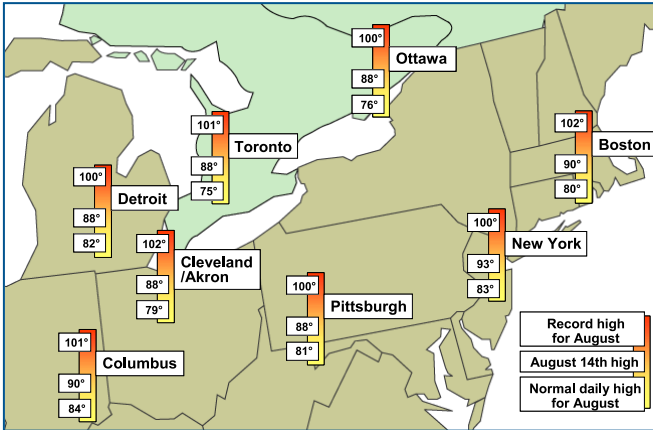 100°
Ottawa
88°
76°
101°
Toronto
88°
75°
102°
Boston
90°
80°
100°
Detroit
88°
82°
102°
Cleveland
/Akron
88°
79°
100°
New York
93°
83°
100°
Pittsburgh
88°
81°
101°
Columbus
90°
84°
Record high
for August
August 14th high
Normal daily high
for August